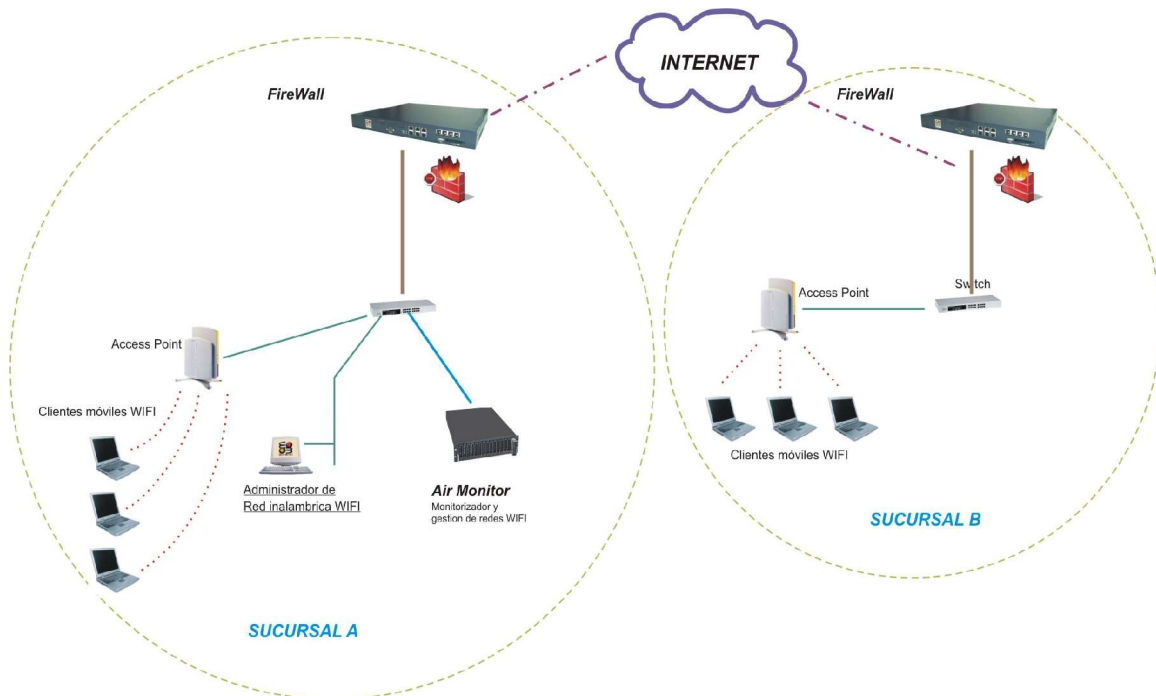 INTERNET
FireWall
FireWall
Access Point
Switch
Access Point
Clientes móviles WIFI
Clientes móviles WIFI
Administrador de
Red inalambrica WIFI
Air Monitor
Monitorizador y
gestion de redes WIFI
SUCURSAL B
SUCURSAL A